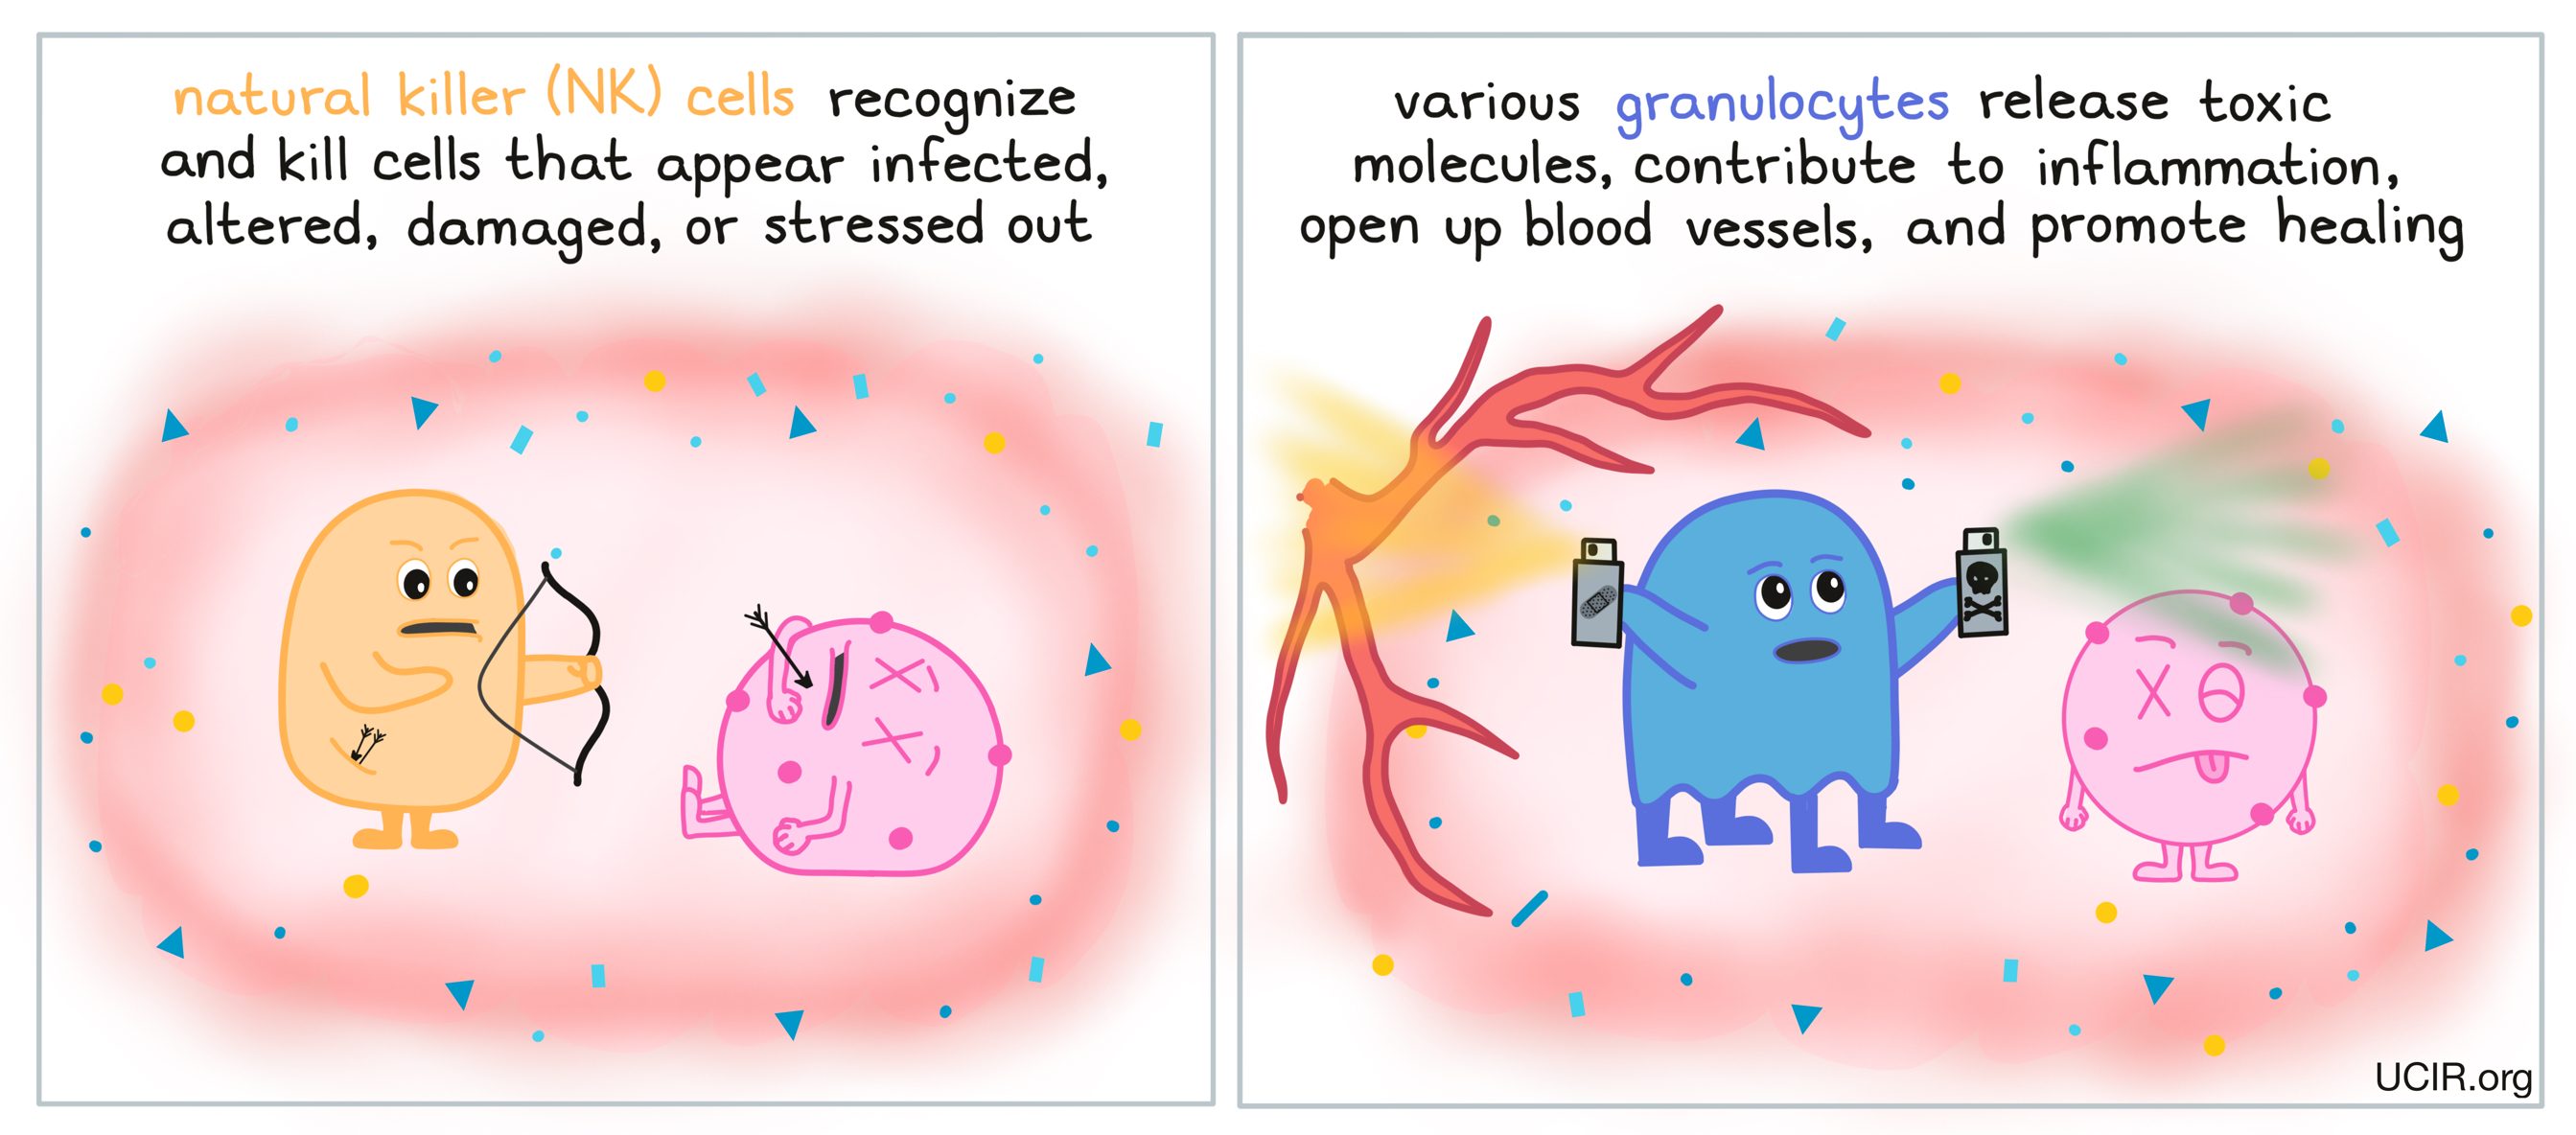 natural killer (NK) cells recognize
and kill cells that appear infected,
altered, damaged, or stressed out
various granulocytes release toxic
molecules, contribute to inflammation,
open up blood vessels, and promote healing
UCIR.org